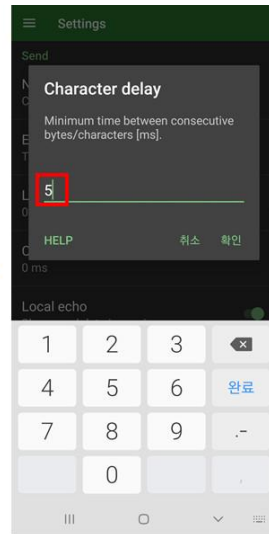 Settings
Send
Character delay
Minimum time between consecutive
bytes/characters [ms].
5
HELP
취소
확인
0 ms
Local echo
1
2
3
4
5
6
완료
7
8
9
.-
0
,